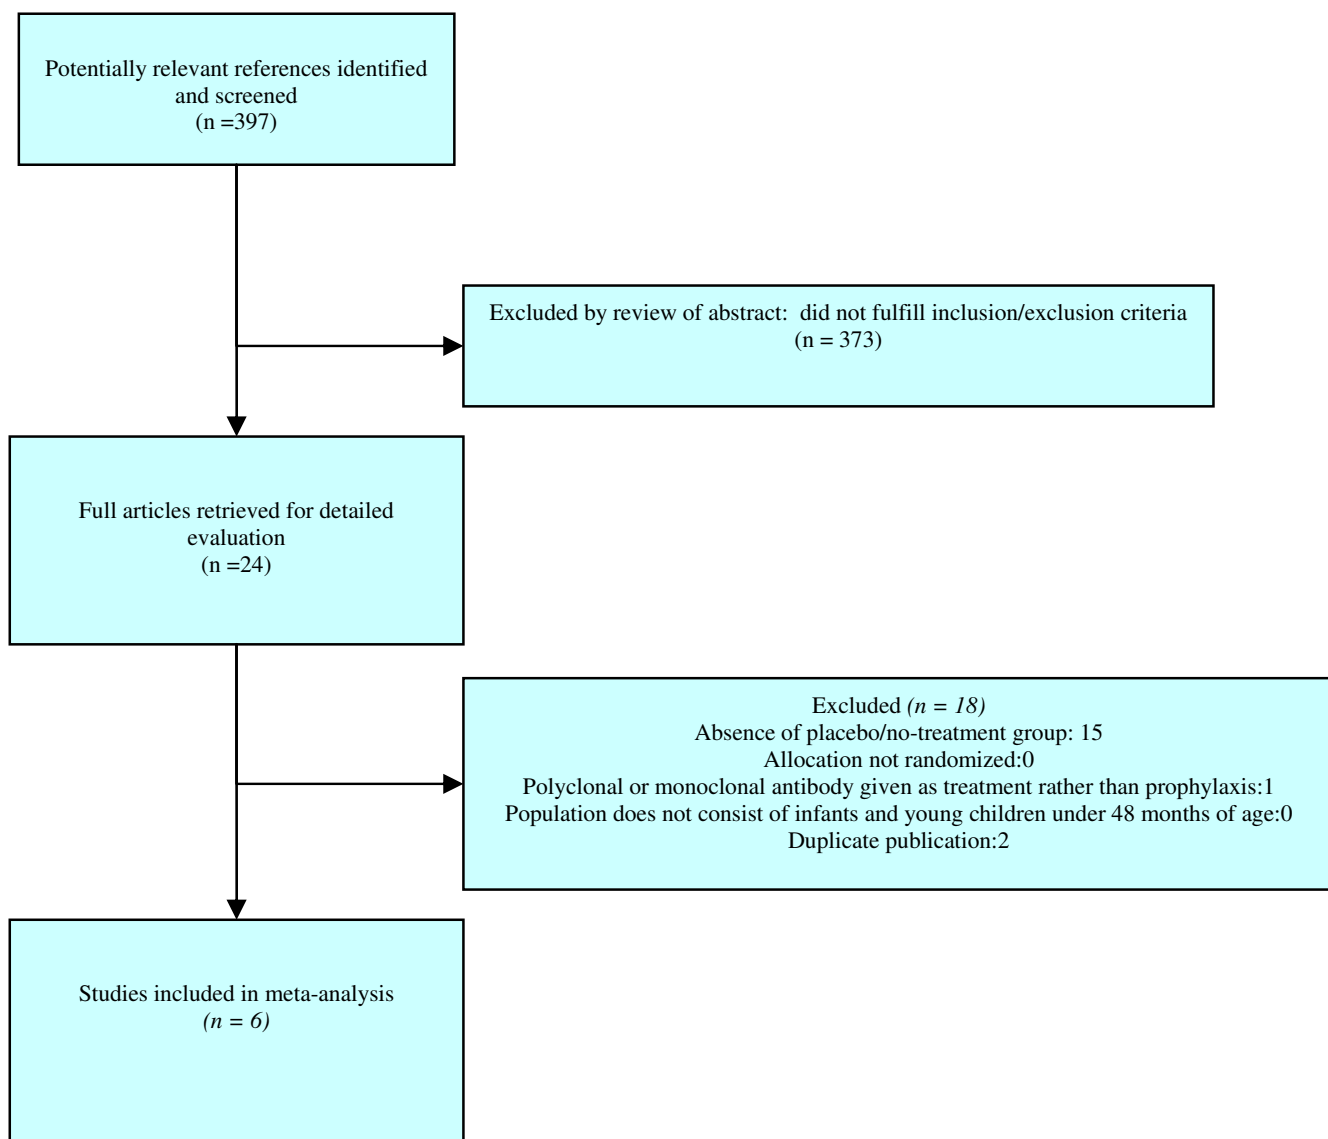 Potentially relevant references identified
and screened
(n =397)
Excluded by review of abstract:  did not fulfill inclusion/exclusion criteria
(n = 373)
Full articles retrieved for detailed
evaluation
(n =24)
Excluded (n = 18)
Absence of placebo/no-treatment group: 15
Allocation not randomized:0
Polyclonal or monoclonal antibody given as treatment rather than prophylaxis:1
Population does not consist of infants and young children under 48 months of age:0
Duplicate publication:2
Studies included in meta-analysis
(n = 6)